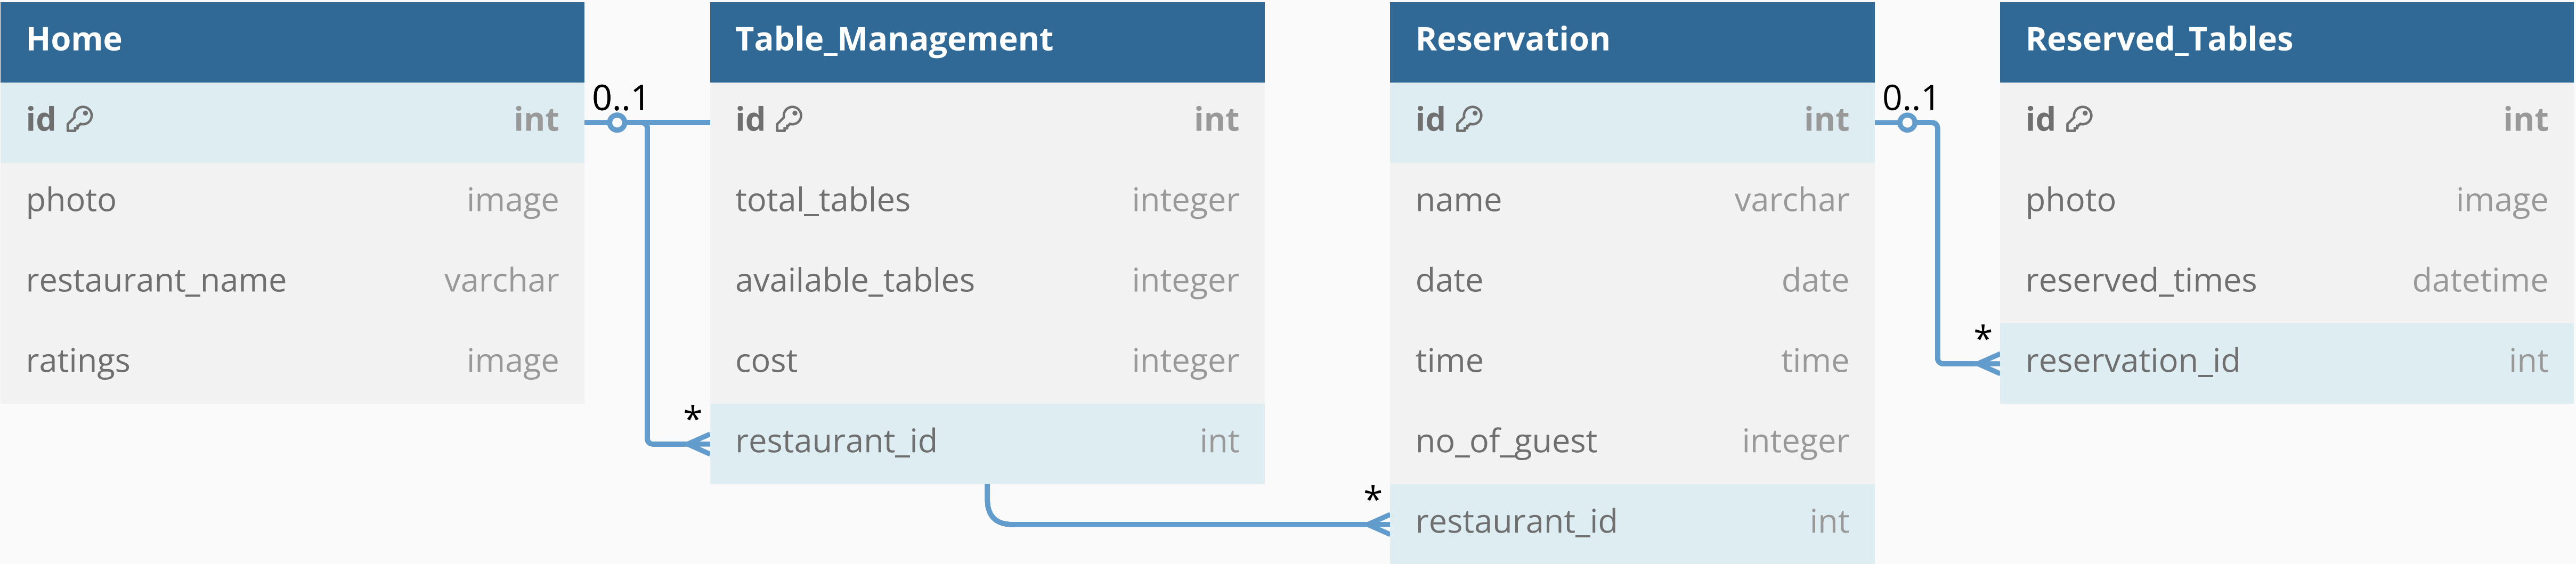 Home
id int
photo image
restaurant_name varchar
ratings image
0..1
*
Table_Management
id int
total_tables integer
available_tables integer
cost integer
restaurant_id int
*
Reservation
id int
name varchar
date date
time time
no_of_guest integer
restaurant_id int
0..1
*
Reserved_Tables
id int
photo image
reserved_times datetime
reservation_id int